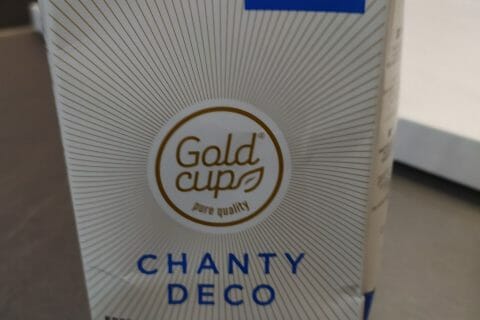 Gold®
cup
pure quality
CHANTY
DECO